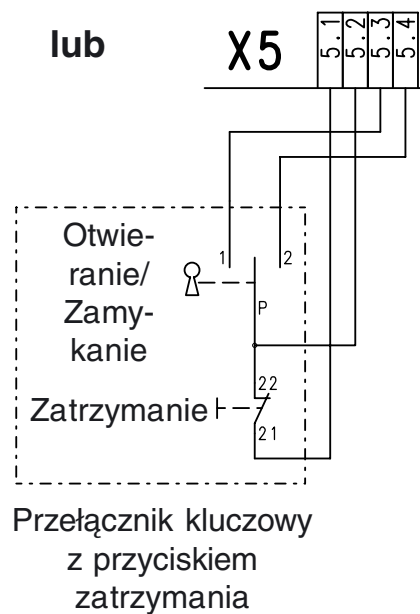 lub
X5
5.1
5.2
5.3
5.4
Otwie-
ranie/
Zamy-
kanie
1
2
P
Zatrzymanie
22
21
Przełącznik kluczowy
z przyciskiem
zatrzymania